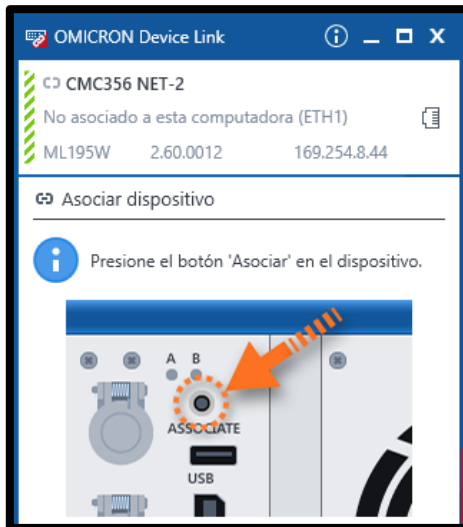 OMICRON Device Link
CMC356 NET-2
No asociado a esta computadora (ETH1)
ML195W 2.60.0012 169.254.8.44
Asociar dispositivo
Presione el botón 'Asociar' en el dispositivo.
A B
ASSOCIATE
USB